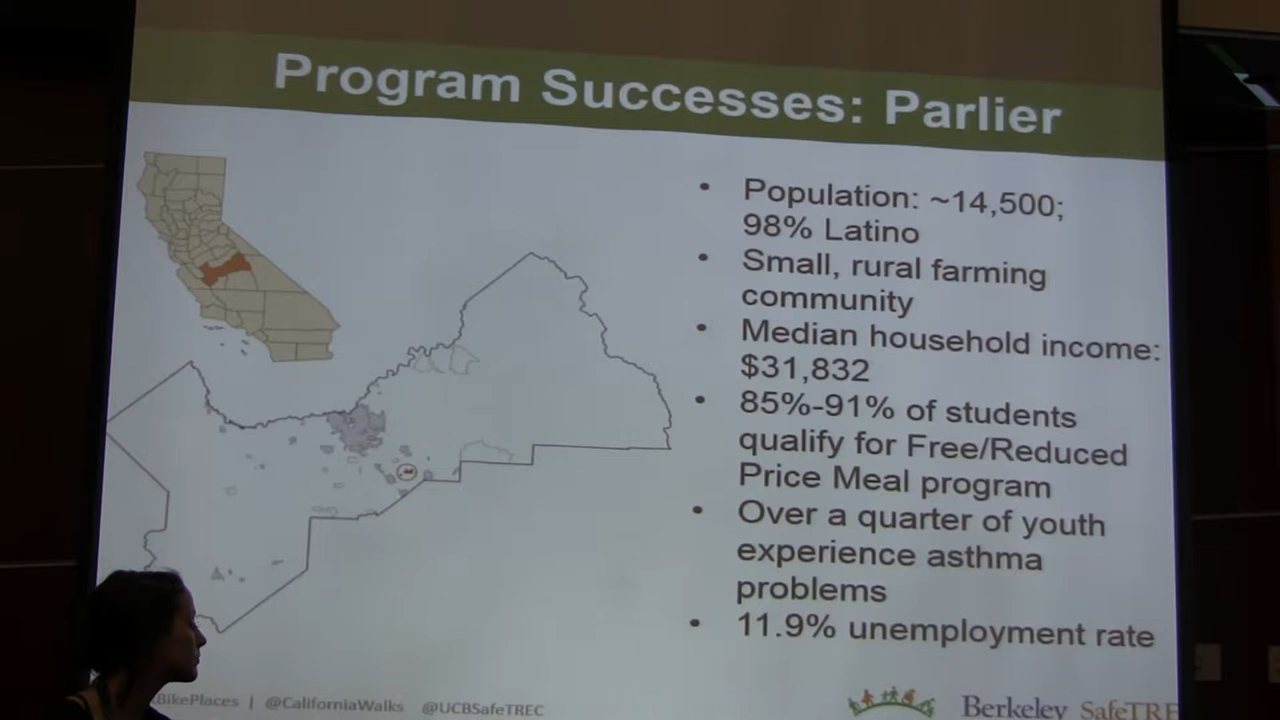 Program Successes: Parlier
• Population: ~14,500;
98% Latino
• Small, rural farming
community
• Median household income:
$31,832
• 85%-91% of students
qualify for Free/Reduced
Price Meal program
• Over a quarter of youth
experience asthma
problems
• 11.9% unemployment rate
BikePlaces | @CaliforniaWalks @UCBSafeTREC
Berkeley SafeTRE